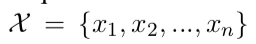 𝒳 = {x₁, x₂, ..., xₙ}